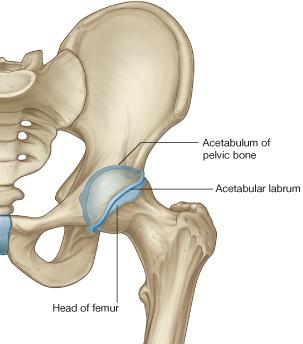 Acetabulum of
pelvic bone
Acetabular labrum
Head of femur